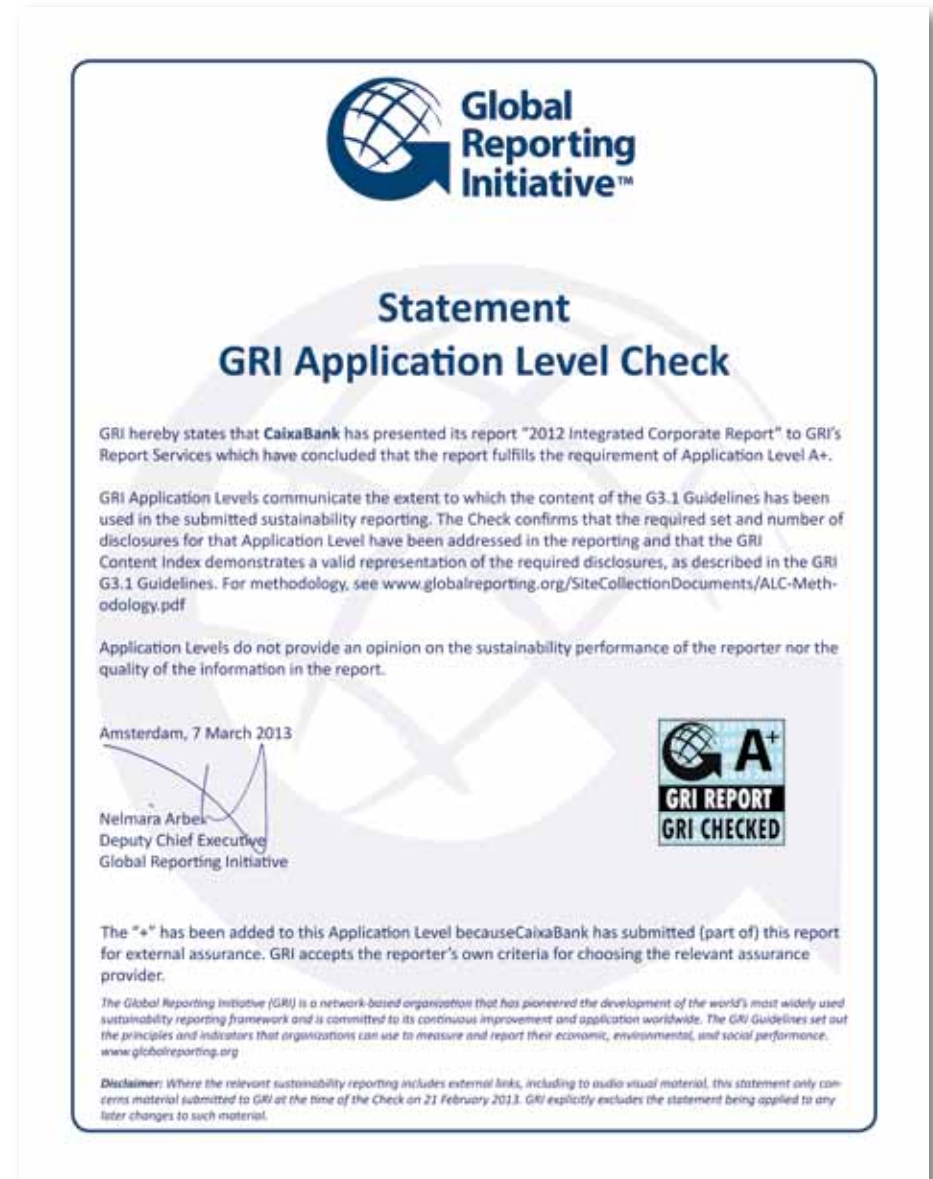 Global
Reporting
Initiative™
Statement
GRI Application Level Check
GRI hereby states that CaixaBank has presented its report "2012 Integrated Corporate Report" to GRI's
Report Services which have concluded that the report fulfills the requirement of Application Level A+.
GRI Application Levels communicate the extent to which the content of the G3.1 Guidelines has been
used in the submitted sustainability reporting. The Check confirms that the required set and number of
disclosures for that Application Level have been addressed in the reporting and that the GRI
Content Index demonstrates a valid representation of the required disclosures, as described in the GRI
G3.1 Guidelines. For methodology, see www.globalreporting.org/SiteCollectionDocuments/ALC-Meth-
odology.pdf
Application Levels do not provide an opinion on the sustainability performance of the reporter nor the
quality of the information in the report.
Amsterdam, 7 March 2013
Nelmara Arbex
Deputy Chief Executive
Global Reporting Initiative
A+
GRI REPORT
GRI CHECKED
The "+" has been added to this Application Level becauseCaixaBank has submitted (part of) this report
for external assurance. GRI accepts the reporter's own criteria for choosing the relevant assurance
provider.
The Global Reporting Initiative (GRI) is a network-based organization that has pioneered the development of the world's most widely used
sustainability reporting framework and is committed to its continuous improvement and application worldwide. The GRI Guidelines set out
the principles and indicators that organizations can use to measure and report their economic, environmental, and social performance.
www.globalreporting.org
Disclaimer: Where the relevant sustainability reporting includes external links, including to audio visual material, this statement only con-
cerns material submitted to GRI at the time of the Check on 21 February 2013. GRI explicitly excludes the statement being applied to any
later changes to such material.